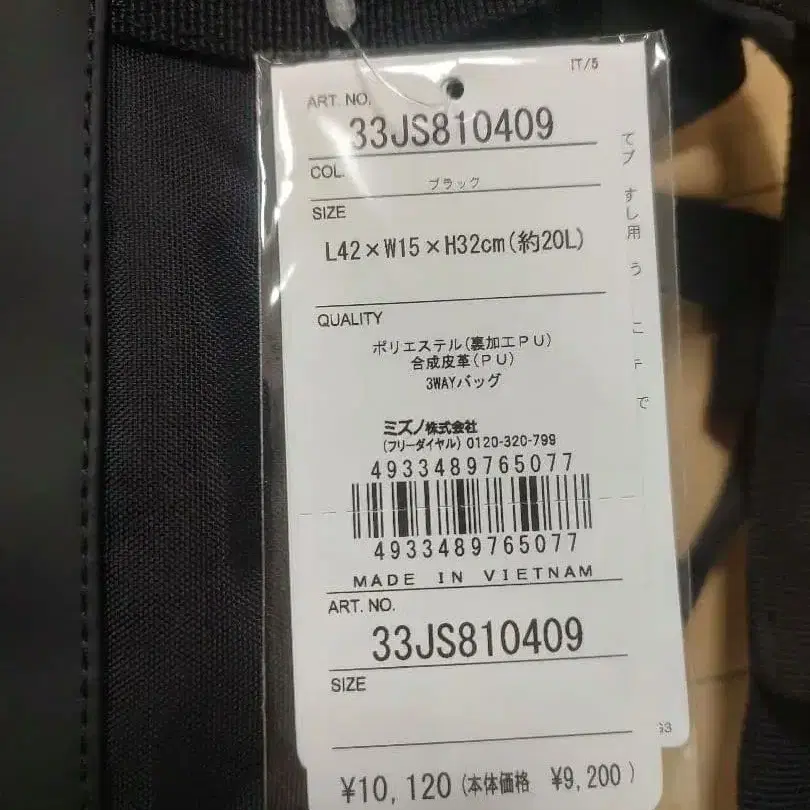 IT/5
ART. NO.
33JS810409
COL.
ブラック
SIZE
L42×W15×H32cm(約20L)
QUALITY
ポリエステル(裏加工PU)
合成皮革(PU)
3WAYバッグ
ミズノ株式会社
(フリーダイヤル) 0120-320-799
4933489765077
4933489765077
MADE IN VIETNAM
ART. NO.
33JS810409
SIZE
¥10,120(本体価格 ¥9,200)